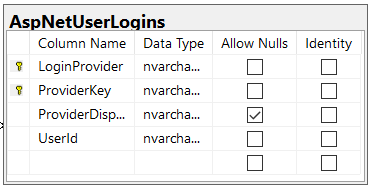 AspNetUserLogins
Column Name Data Type Allow Nulls Identity
LoginProvider nvarcha...
ProviderKey nvarcha...
ProviderDisp... nvarcha...
UserId nvarcha...